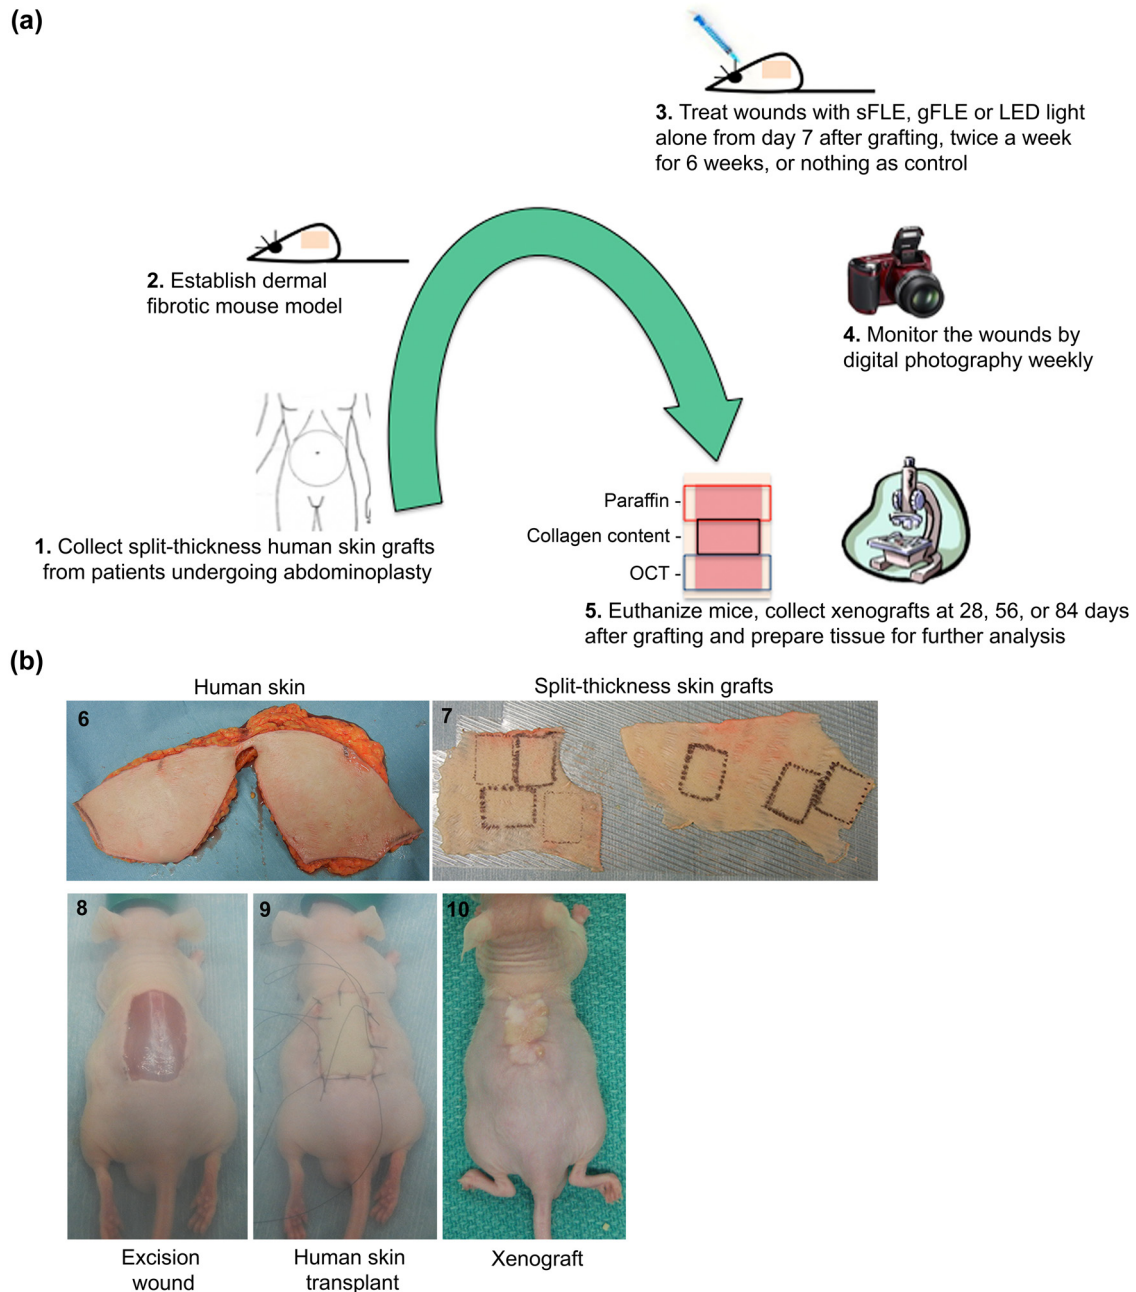 (a)
3. Treat wounds with sFLE, gFLE or LED light
alone from day 7 after grafting, twice a week
for 6 weeks, or nothing as control
2. Establish dermal
fibrotic mouse model
4. Monitor the wounds by
digital photography weekly
1. Collect split-thickness human skin grafts
from patients undergoing abdominoplasty
Paraffin -
Collagen content -
OCT -
5. Euthanize mice, collect xenografts at 28, 56, or 84 days
after grafting and prepare tissue for further analysis
(b)
Human skin
Split-thickness skin grafts
6
7
8
9
10
Excision
wound
Human skin
transplant
Xenograft